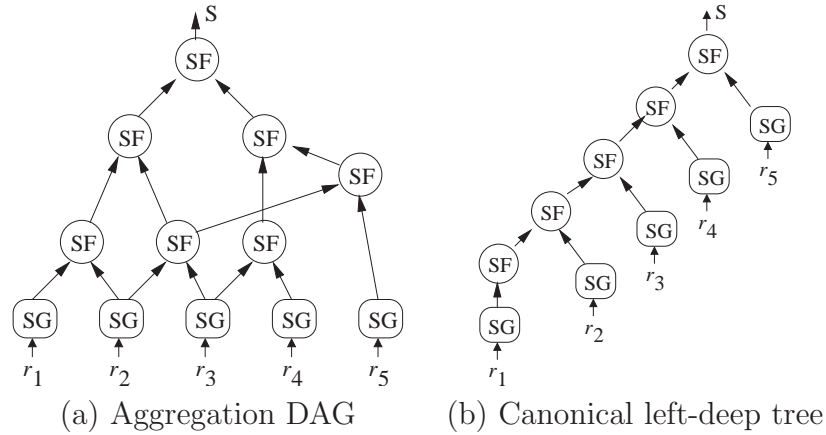 S
S
SF
SF
SF
SF
SF
SG
SF
SF
r5
SG
SF
r4
SF
SF
SF
SG
SF
r3
SG
SG
SG
SG
SG
SG
SG
r2
r1
r2
r3
r4
r5
r1
(a) Aggregation DAG
(b) Canonical left-deep tree